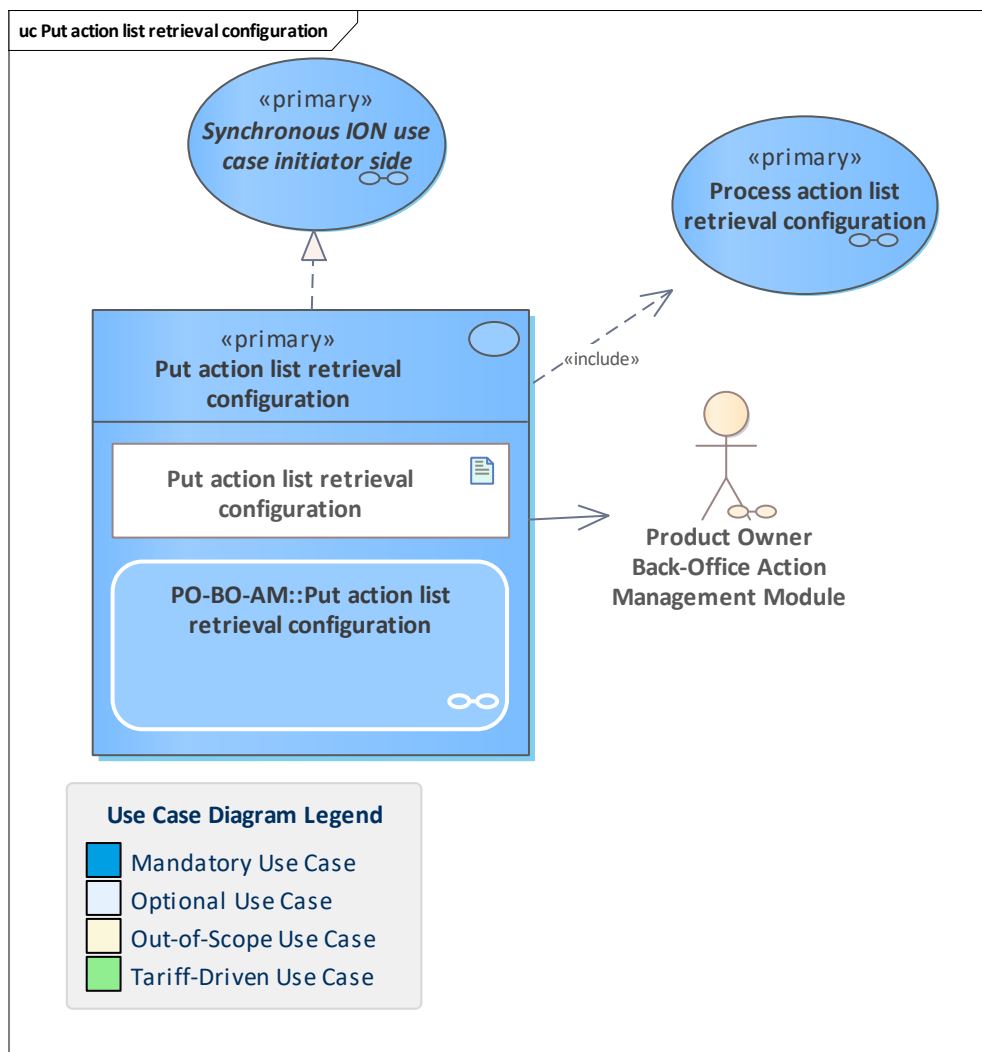 uc Put action list retrieval configuration
«primary»
Synchronous ION use
case initiator side
«primary»
Process action list
retrieval configuration
«primary»
Put action list retrieval
configuration
«include»
Put action list retrieval
configuration
PO-BO-AM::Put action list
retrieval configuration
Product Owner
Back-Office Action
Management Module
Use Case Diagram Legend
Mandatory Use Case
Optional Use Case
Out-of-Scope Use Case
Tariff-Driven Use Case